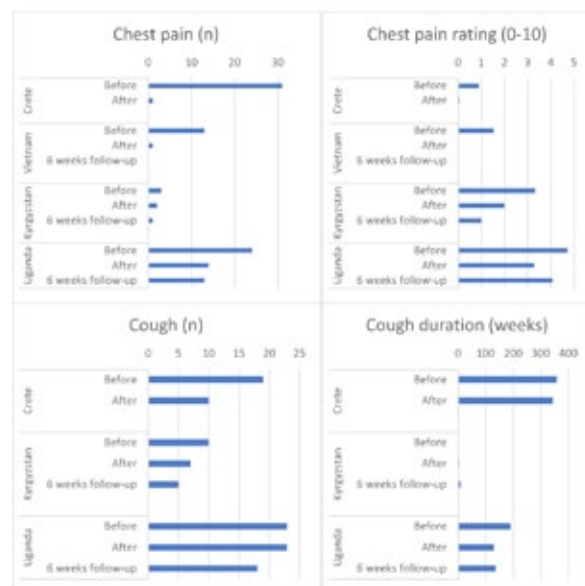 Chest pain (n)
0 10 20 30
Crete
Before
After
Vietnam
Before
After
6 weeks follow-up
Kyrgyzstan
Before
After
6 weeks follow-up
Uganda
Before
After
6 weeks follow-up
Chest pain rating (0-10)
0 1 2 3 4 5
Before
After
Before
After
6 weeks follow-up
Before
After
6 weeks follow-up
Before
After
6 weeks follow-up
Cough (n)
0 5 10 15 20 25
Crete
Before
After
Kyrgyzstan
Before
After
6 weeks follow-up
Uganda
Before
After
6 weeks follow-up
Cough duration (weeks)
0 100 200 300 400
Crete
Before
After
Kyrgyzstan
Before
After
6 weeks follow-up
Uganda
Before
After
6 weeks follow-up